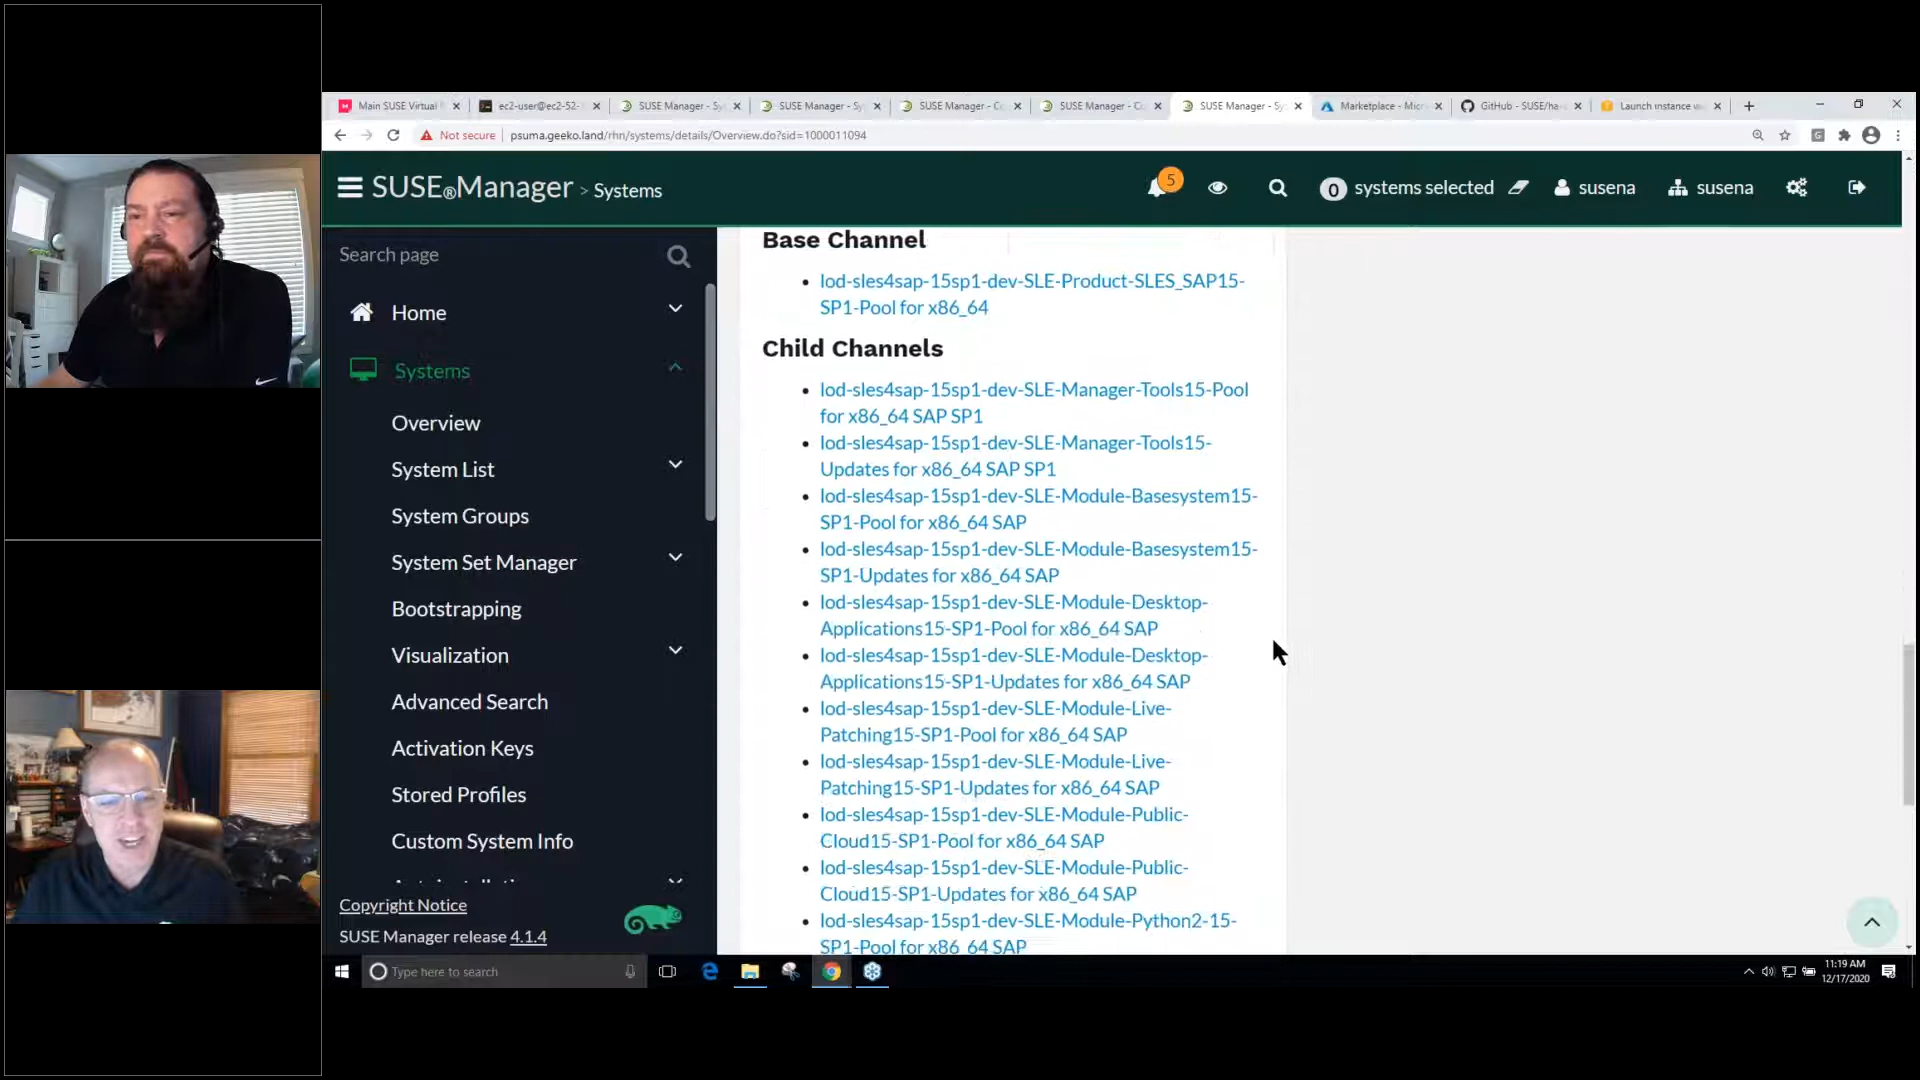 Main SUSE Virtual
ec2-user@ec2-52-
SUSE Manager - Sy
SUSE Manager - Sy
SUSE Manager - Co
SUSE Manager - Co
SUSE Manager - Sy
Marketplace - Micr
GitHub - SUSE/ha-
Launch instance w
Not secure | psuma.geeko.land/rhn/systems/details/Overview.do?sid=1000011094
SUSE®Manager > Systems
5
0 systems selected
susena
susena
Search page
Home
Systems
Overview
System List
System Groups
System Set Manager
Bootstrapping
Visualization
Advanced Search
Activation Keys
Stored Profiles
Custom System Info
Copyright Notice
SUSE Manager release 4.1.4
Base Channel
lod-sles4sap-15sp1-dev-SLE-Product-SLES_SAP15-
SP1-Pool for x86_64
Child Channels
lod-sles4sap-15sp1-dev-SLE-Manager-Tools15-Pool
for x86_64 SAP SP1
lod-sles4sap-15sp1-dev-SLE-Manager-Tools15-
Updates for x86_64 SAP SP1
lod-sles4sap-15sp1-dev-SLE-Module-Basesystem15-
SP1-Pool for x86_64 SAP
lod-sles4sap-15sp1-dev-SLE-Module-Basesystem15-
SP1-Updates for x86_64 SAP
lod-sles4sap-15sp1-dev-SLE-Module-Desktop-
Applications15-SP1-Pool for x86_64 SAP
lod-sles4sap-15sp1-dev-SLE-Module-Desktop-
Applications15-SP1-Updates for x86_64 SAP
lod-sles4sap-15sp1-dev-SLE-Module-Live-
Patching15-SP1-Pool for x86_64 SAP
lod-sles4sap-15sp1-dev-SLE-Module-Live-
Patching15-SP1-Updates for x86_64 SAP
lod-sles4sap-15sp1-dev-SLE-Module-Public-
Cloud15-SP1-Pool for x86_64 SAP
lod-sles4sap-15sp1-dev-SLE-Module-Public-
Cloud15-SP1-Updates for x86_64 SAP
lod-sles4sap-15sp1-dev-SLE-Module-Python2-15-
SP1-Pool for x86_64 SAP
Type here to search
11:19 AM
12/17/2020